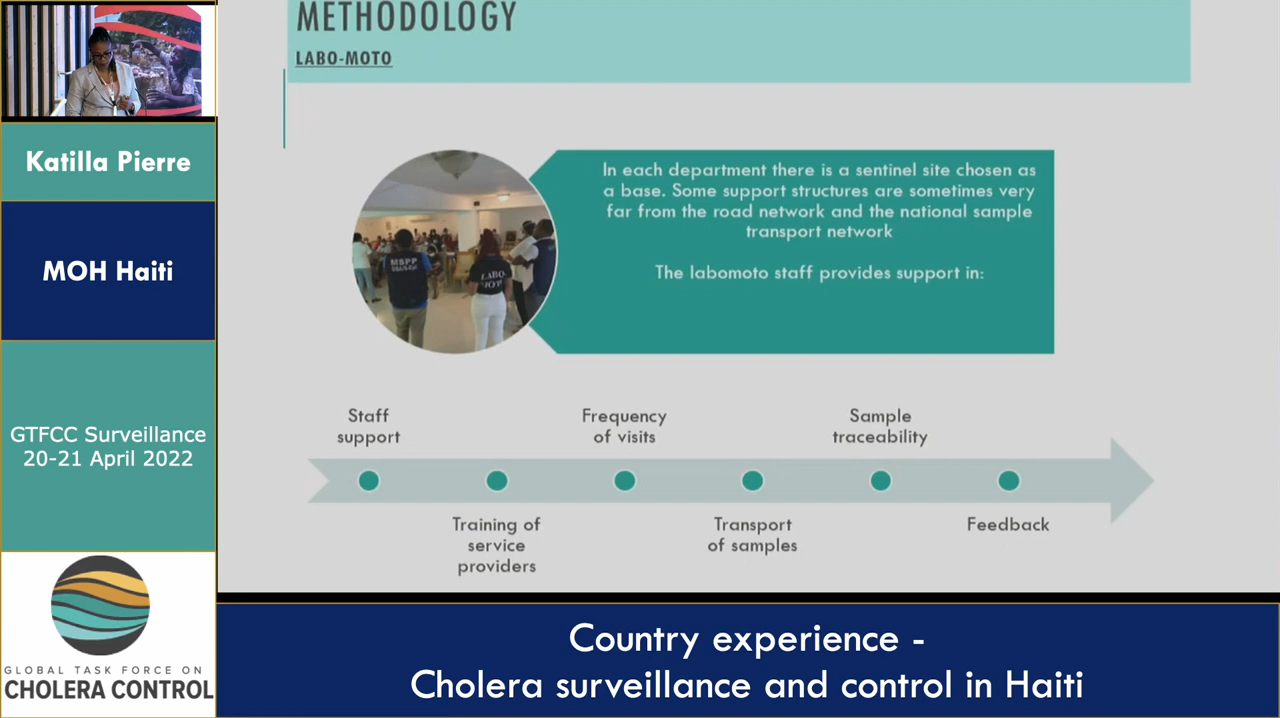 METHODOLOGY
LABO-MOTO
Katilla Pierre
MOH Haiti
GTFCC Surveillance
20-21 April 2022
GLOBAL TASK FORCE ON
CHOLERA CONTROL
In each department there is a sentinel site chosen as
a base. Some support structures are sometimes very
far from the road network and the national sample
transport network
The labomoto staff provides support in:
MSPP
LABO
MOTO
Staff
support
Training of
service
providers
Frequency
of visits
Transport
of samples
Sample
traceability
Feedback
Country experience -
Cholera surveillance and control in Haiti